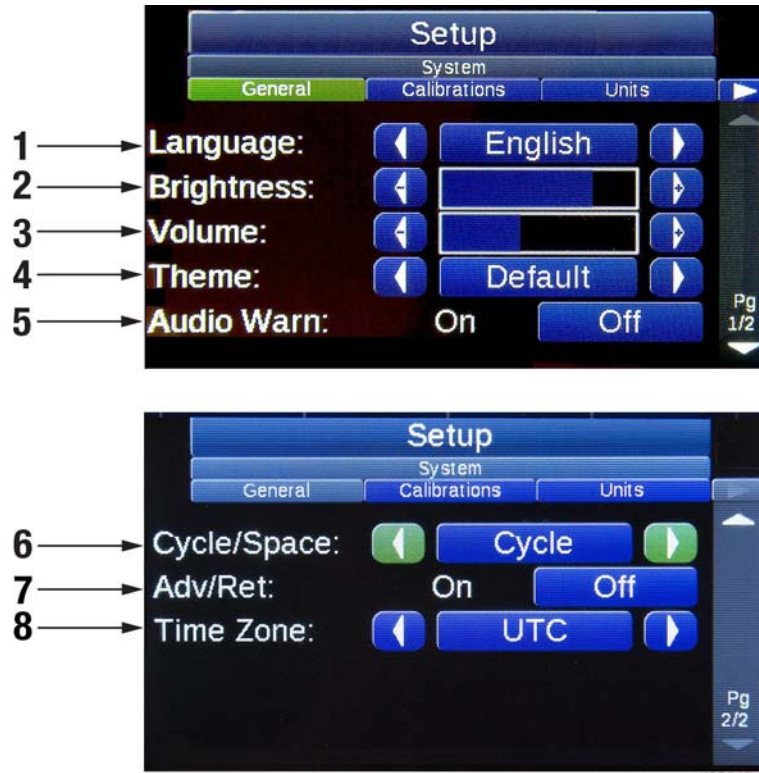 Setup
System
General Calibrations Units
1 Language: English
2 Brightness: - +
3 Volume: - +
4 Theme: Default
5 Audio Warn: On Off
Pg
1/2
Setup
System
General Calibrations Units
6 Cycle/Space: Cycle
7 Adv/Ret: On Off
8 Time Zone: UTC
Pg
2/2